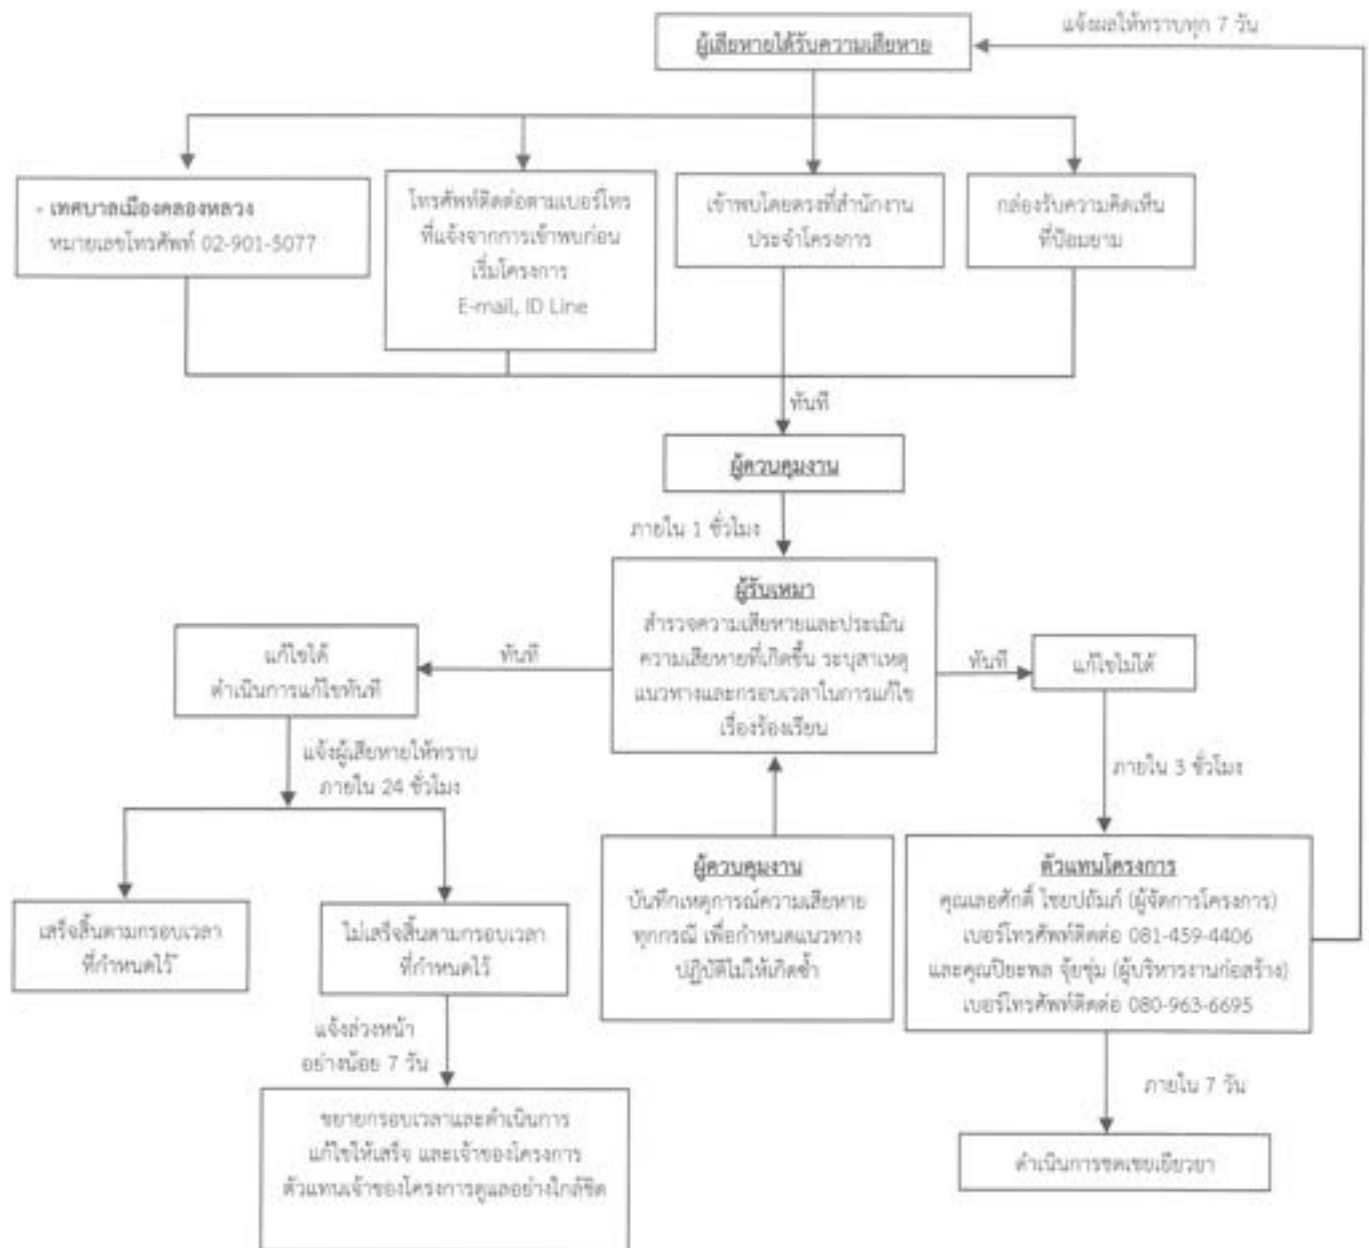 แจ้งผลให้ทราบทุก 7 วัน
ผู้เสียหายได้รับความเสียหาย
- เทศบาลเมืองคลองหลวง
หมายเลขโทรศัพท์ 02-901-5077
โทรศัพท์ติดต่อตามเบอร์โทร
ที่แจ้งจากการเข้าพบก่อน
เริ่มโครงการ
E-mail, ID Line
เข้าพบโดยตรงที่สำนักงาน
ประจำโครงการ
กล่องรับความคิดเห็น
ที่ป้อมยาม
ทันที
ผู้ควบคุมงาน
ภายใน 1 ชั่วโมง
ผู้รับเหมา
สำรวจความเสียหายและประเมิน
ความเสียหายที่เกิดขึ้น ระบุสาเหตุ
แนวทางและกรอบเวลาในการแก้ไข
เรื่องร้องเรียน
ทันที
แก้ไขได้
ดำเนินการแก้ไขทันที
ทันที
แก้ไขไม่ได้
แจ้งผู้เสียหายให้ทราบ
ภายใน 24 ชั่วโมง
ภายใน 3 ชั่วโมง
เสร็จสิ้นตามกรอบเวลา
ที่กำหนดไว้
ไม่เสร็จสิ้นตามกรอบเวลา
ที่กำหนดไว้
ผู้ควบคุมงาน
บันทึกเหตุการณ์ความเสียหาย
ทุกกรณี เพื่อกำหนดแนวทาง
ปฏิบัติไม่ให้เกิดซ้ำ
ตัวแทนโครงการ
คุณเลอศักดิ์ ไชยปถัมภ์ (ผู้จัดการโครงการ)
เบอร์โทรศัพท์ติดต่อ 081-459-4406
และคุณปิยะพล จุ้ยชุ่ม (ผู้บริหารงานก่อสร้าง)
เบอร์โทรศัพท์ติดต่อ 080-963-6695
แจ้งล่วงหน้า
อย่างน้อย 7 วัน
ขยายกรอบเวลาและดำเนินการ
แก้ไขให้เสร็จ และเจ้าของโครงการ
ตัวแทนเจ้าของโครงการดูแลอย่างใกล้ชิด
ภายใน 7 วัน
ดำเนินการชดเชยเยียวยา